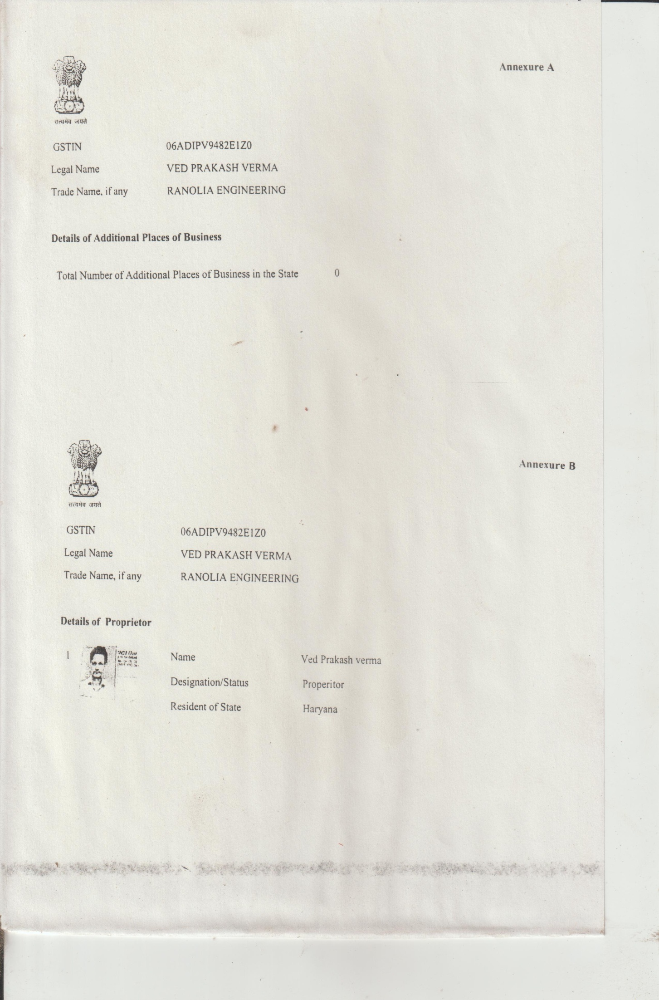 Annexure A
सत्यमेव जयते
GSTIN 06ADIPV9482E1Z0
Legal Name VED PRAKASH VERMA
Trade Name, if any RANOLIA ENGINEERING
Details of Additional Places of Business
Total Number of Additional Places of Business in the State 0
Annexure B
सत्यमेव जयते
GSTIN 06ADIPV9482E1Z0
Legal Name VED PRAKASH VERMA
Trade Name, if any RANOLIA ENGINEERING
Details of Proprietor
1 Name Ved Prakash verma
Designation/Status Properitor
Resident of State Haryana